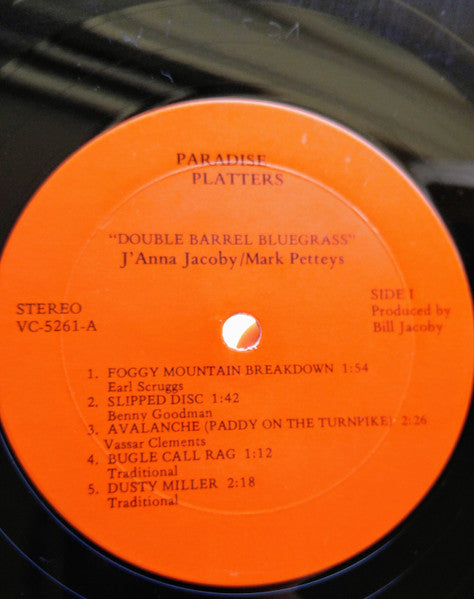 PARADISE
PLATTERS
"DOUBLE BARREL BLUEGRASS"
J'Anna Jacoby/Mark Petteys
STEREO
VC-5261-A
SIDE I
Produced by
Bill Jacoby
1. FOGGY MOUNTAIN BREAKDOWN 1:54
Earl Scruggs
2. SLIPPED DISC 1:42
Benny Goodman
3. AVALANCHE (PADDY ON THE TURNPIKE) 2:26
Vassar Clements
4. BUGLE CALL RAG 1:12
Traditional
5. DUSTY MILLER 2:18
Traditional